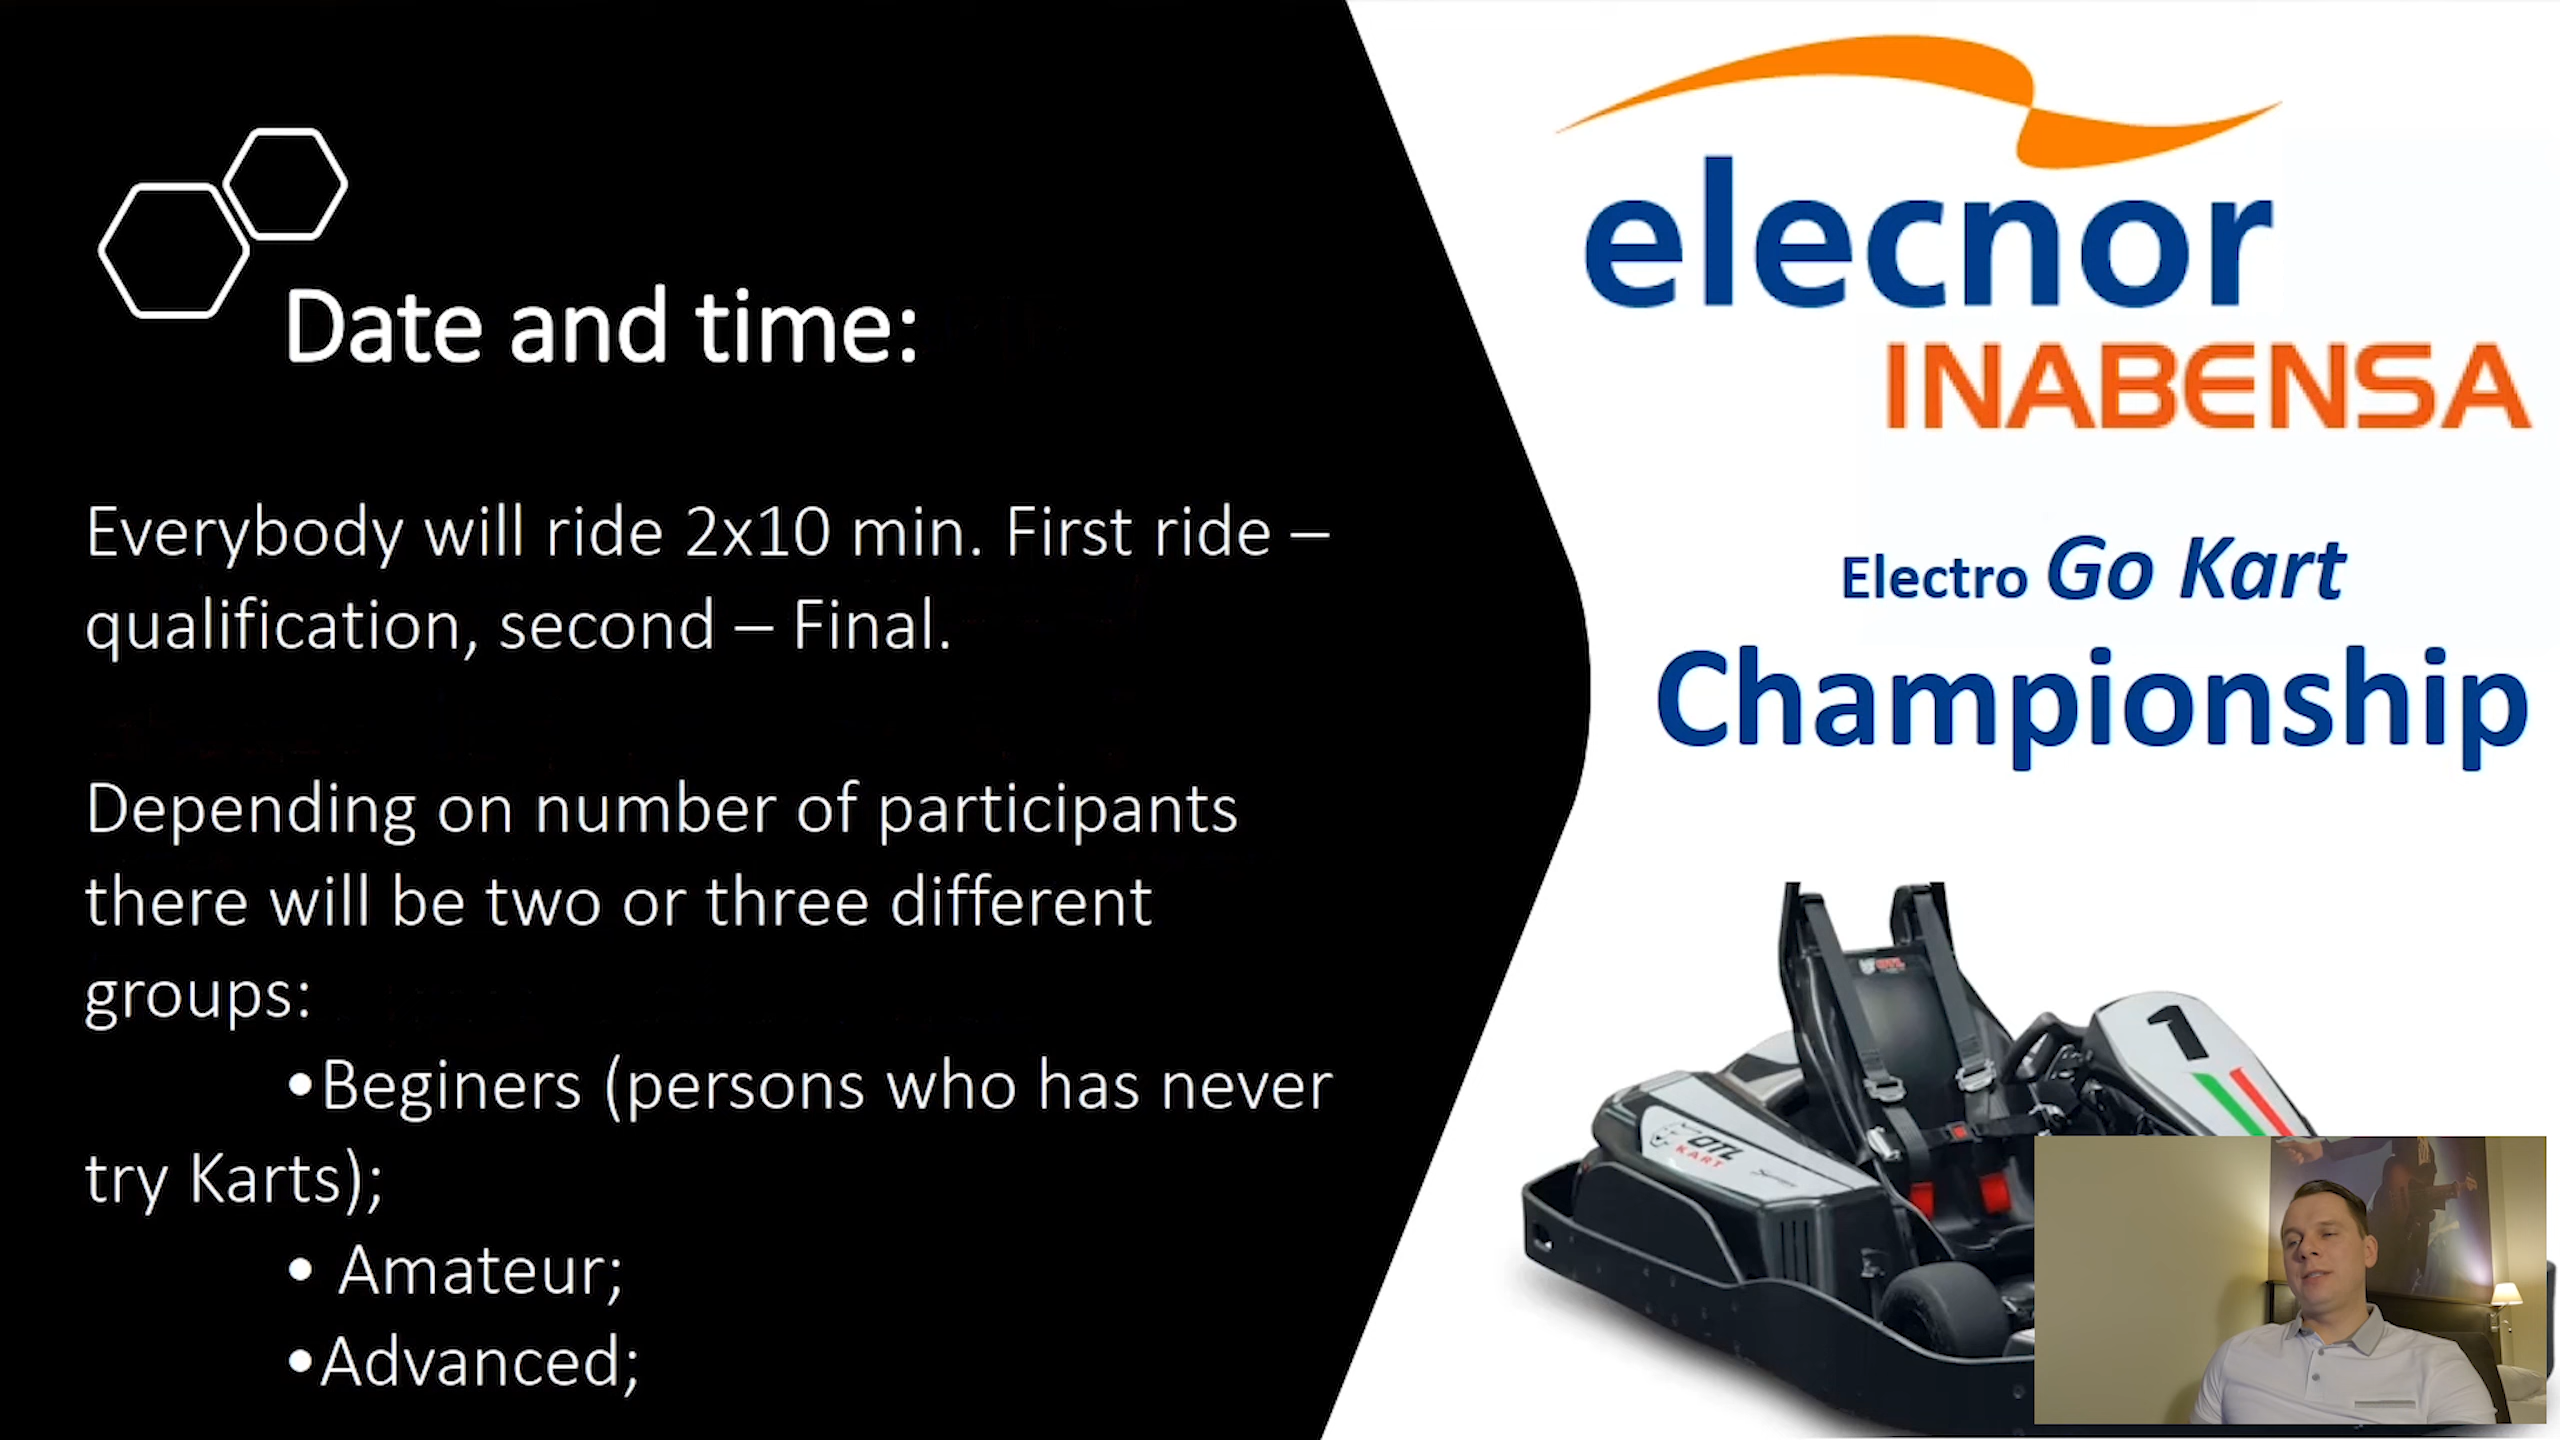 Date and time:
Everybody will ride 2x10 min. First ride –
qualification, second – Final.
Depending on number of participants
there will be two or three different
groups:
•Beginers (persons who has never
try Karts);
• Amateur;
•Advanced;
elecnor
INABENSA
Electro Go Kart
Championship
1
OTL
KART